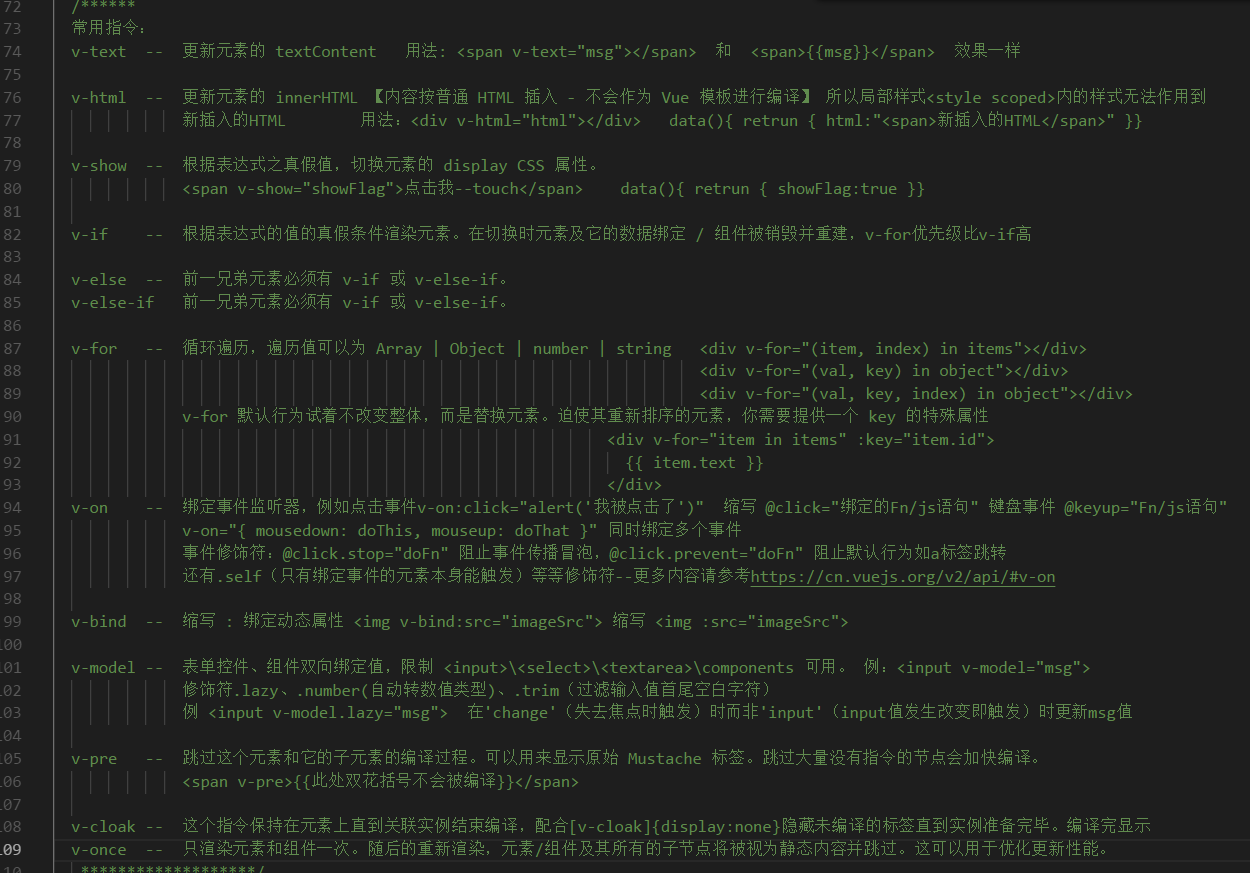 72 /******
73 常用指令：
74 v-text -- 更新元素的 textContent 用法: <span v-text="msg"></span> 和 <span>{{msg}}</span> 效果一样
75
76 v-html -- 更新元素的 innerHTML 【内容按普通 HTML 插入 - 不会作为 Vue 模板进行编译】 所以局部样式<style scoped>内的样式无法作用到
77 新插入的HTML 用法：<div v-html="html"></div> data(){ retrun { html:"<span>新插入的HTML</span>" }}
78
79 v-show -- 根据表达式之真假值，切换元素的 display CSS 属性。
80 <span v-show="showFlag">点击我--touch</span> data(){ retrun { showFlag:true }}
81
82 v-if -- 根据表达式的值的真假条件渲染元素。在切换时元素及它的数据绑定 / 组件被销毁并重建，v-for优先级比v-if高
83
84 v-else -- 前一兄弟元素必须有 v-if 或 v-else-if。
85 v-else-if 前一兄弟元素必须有 v-if 或 v-else-if。
86
87 v-for -- 循环遍历，遍历值可以为 Array | Object | number | string <div v-for="(item, index) in items"></div>
88 <div v-for="(val, key) in object"></div>
89 <div v-for="(val, key, index) in object"></div>
90 v-for 默认行为试着不改变整体，而是替换元素。迫使其重新排序的元素，你需要提供一个 key 的特殊属性
91 <div v-for="item in items" :key="item.id">
92 {{ item.text }}
93 </div>
94 v-on -- 绑定事件监听器，例如点击事件v-on:click="alert('我被点击了')" 缩写 @click="绑定的Fn/js语句" 键盘事件 @keyup="Fn/js语句"
95 v-on="{ mousedown: doThis, mouseup: doThat }" 同时绑定多个事件
96 事件修饰符：@click.stop="doFn" 阻止事件传播冒泡，@click.prevent="doFn" 阻止默认行为如a标签跳转
97 还有.self（只有绑定事件的元素本身能触发）等等修饰符--更多内容请参考https://cn.vuejs.org/v2/api/#v-on
98
99 v-bind -- 缩写 : 绑定动态属性 <img v-bind:src="imageSrc"> 缩写 <img :src="imageSrc">
100
101 v-model -- 表单控件、组件双向绑定值，限制 <input>\<select>\<textarea>\components 可用。 例：<input v-model="msg">
102 修饰符.lazy、.number(自动转数值类型)、.trim（过滤输入值首尾空白字符）
103 例 <input v-model.lazy="msg"> 在'change'（失去焦点时触发）时而非'input'（input值发生改变即触发）时更新msg值
104
105 v-pre -- 跳过这个元素和它的子元素的编译过程。可以用来显示原始 Mustache 标签。跳过大量没有指令的节点会加快编译。
106 <span v-pre>{{此处双花括号不会被编译}}</span>
107
108 v-cloak -- 这个指令保持在元素上直到关联实例结束编译，配合[v-cloak]{display:none}隐藏未编译的标签直到实例准备完毕。编译完显示
109 v-once -- 只渲染元素和组件一次。随后的重新渲染，元素/组件及其所有的子节点将被视为静态内容并跳过。这可以用于优化更新性能。
110 *******************/